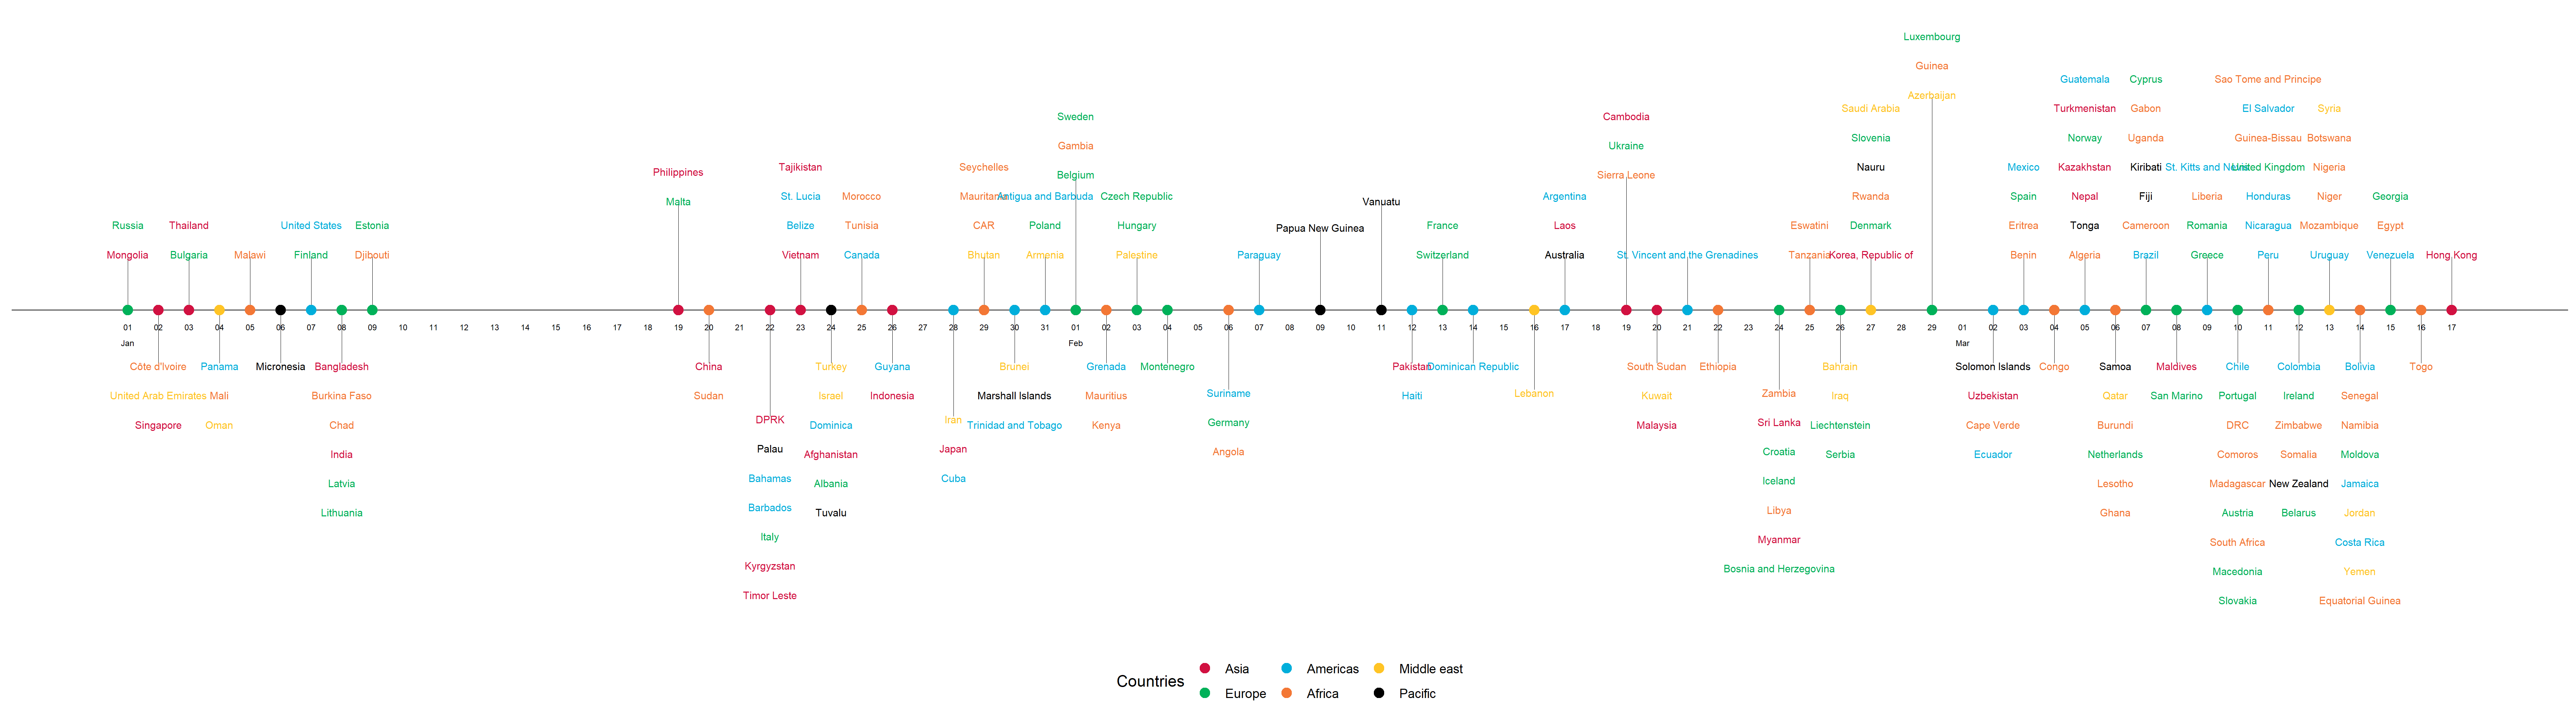 Luxembourg
Guinea
Azerbaijan
Guatemala
Cyprus
Sao Tome and Principe
Saudi Arabia
Turkmenistan
Gabon
El Salvador
Syria
Sweden
Cambodia
Slovenia
Norway
Uganda
Guinea-Bissau
Botswana
Gambia
Ukraine
Philippines
Tajikistan
Seychelles
Belgium
Sierra Leone
Nauru
Mexico
Kazakhstan
Kiribati
St. Kitts and Nevis
United Kingdom
Nigeria
Malta
St. Lucia
Morocco
Mauritania
Antigua and Barbuda
Czech Republic
Vanuatu
Argentina
Rwanda
Spain
Nepal
Fiji
Liberia
Honduras
Niger
Georgia
Russia
Thailand
United States
Estonia
Belize
Tunisia
CAR
Poland
Hungary
Papua New Guinea
France
Laos
Eswatini
Denmark
Eritrea
Tonga
Cameroon
Romania
Nicaragua
Mozambique
Egypt
Mongolia
Bulgaria
Malawi
Finland
Djibouti
Vietnam
Canada
Bhutan
Armenia
Palestine
Paraguay
Switzerland
Australia
St. Vincent and the Grenadines
Tanzania
Korea, Republic of
Benin
Algeria
Brazil
Greece
Peru
Uruguay
Venezuela
Hong Kong
01 02 03 04 05 06 07 08 09 10 11 12 13 14 15 16 17 18 19 20 21 22 23 24 25 26 27 28 29 30 31 01 02 03 04 05 06 07 08 09 10 11 12 13 14 15 16 17 18 19 20 21 22 23 24 25 26 27 28 29 01 02 03 04 05 06 07 08 09 10 11 12 13 14 15 16 17
Jan Feb Mar
Côte d'Ivoire
Panama
Micronesia
Bangladesh
China
Turkey
Guyana
Brunei
Grenada
Montenegro
Pakistan
Dominican Republic
South Sudan
Ethiopia
Bahrain
Solomon Islands
Congo
Samoa
Maldives
Chile
Colombia
Bolivia
Togo
United Arab Emirates
Mali
Burkina Faso
Sudan
Israel
Indonesia
Marshall Islands
Mauritius
Suriname
Haiti
Lebanon
Kuwait
Zambia
Iraq
Uzbekistan
Qatar
San Marino
Portugal
Ireland
Senegal
Singapore
Oman
Chad
DPRK
Dominica
Iran
Trinidad and Tobago
Kenya
Germany
Malaysia
Sri Lanka
Liechtenstein
Cape Verde
Burundi
DRC
Zimbabwe
Namibia
India
Palau
Afghanistan
Japan
Angola
Croatia
Serbia
Ecuador
Netherlands
Comoros
Somalia
Moldova
Latvia
Bahamas
Albania
Cuba
Iceland
Lesotho
Madagascar
New Zealand
Jamaica
Lithuania
Barbados
Tuvalu
Libya
Ghana
Austria
Belarus
Jordan
Italy
Myanmar
South Africa
Costa Rica
Kyrgyzstan
Bosnia and Herzegovina
Macedonia
Yemen
Timor Leste
Slovakia
Equatorial Guinea
Countries
Asia Americas Middle east
Europe Africa Pacific